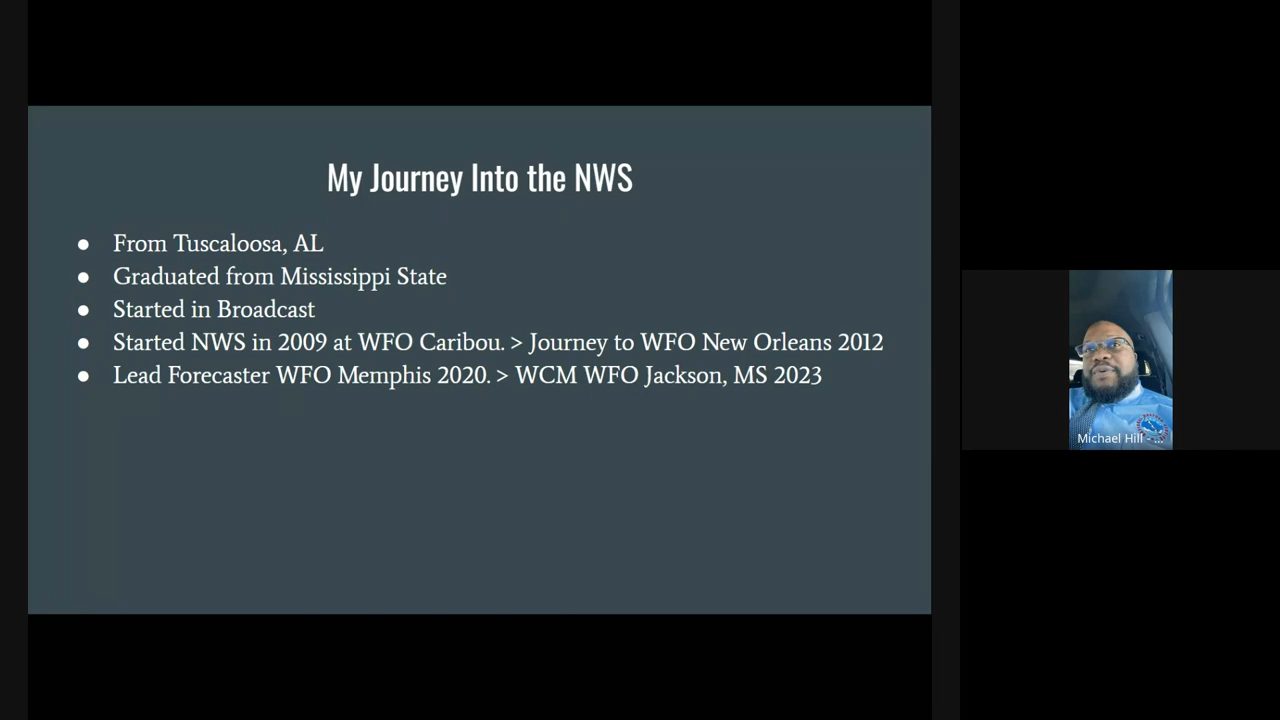 My Journey Into the NWS
● From Tuscaloosa, AL
● Graduated from Mississippi State
● Started in Broadcast
● Started NWS in 2009 at WFO Caribou. > Journey to WFO New Orleans 2012
● Lead Forecaster WFO Memphis 2020. > WCM WFO Jackson, MS 2023
Michael Hill - ...